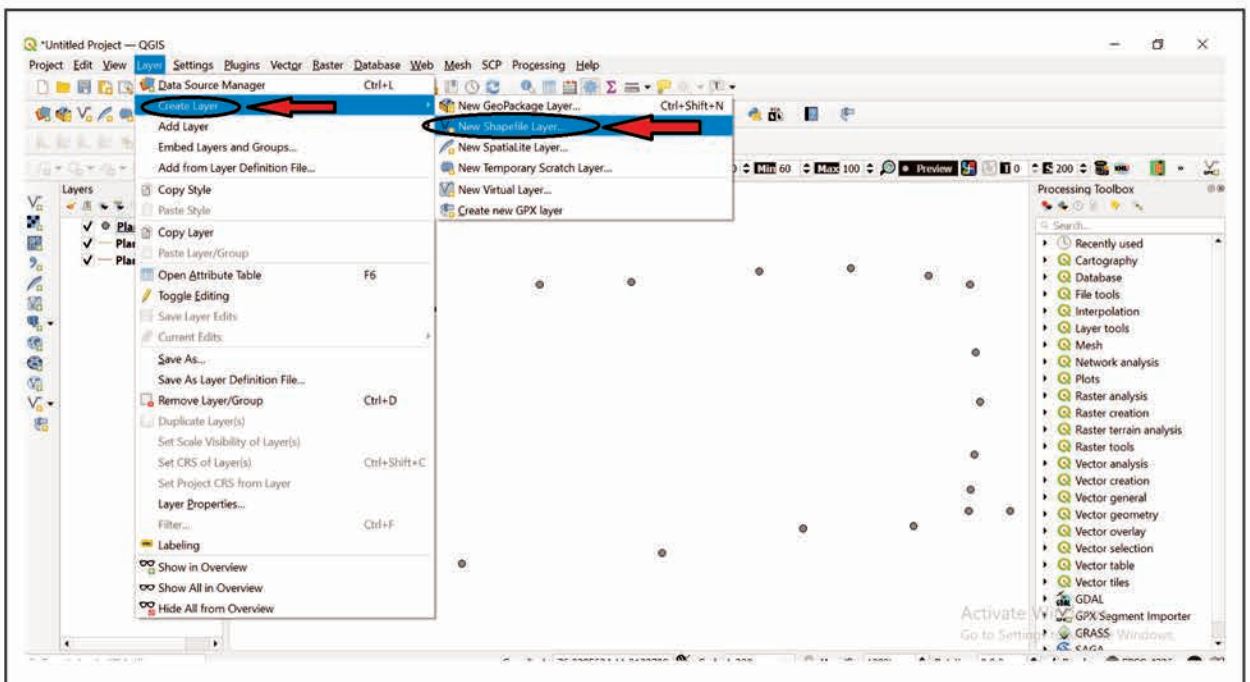 *Untitled Project — QGIS
Project Edit View Layer Settings Plugins Vector Raster Database Web Mesh SCP Processing Help
Data Source Manager Ctrl+L
Create Layer
Add Layer
Embed Layers and Groups...
Add from Layer Definition File...
Copy Style
Paste Style
Copy Layer
Paste Layer/Group
Open Attribute Table F6
Toggle Editing
Save Layer Edits
Current Edits
Save As...
Save As Layer Definition File...
Remove Layer/Group Ctrl+D
Duplicate Layer(s)
Set Scale Visibility of Layer(s)
Set CRS of Layer(s) Ctrl+Shift+C
Set Project CRS from Layer
Layer Properties...
Filter... Ctrl+F
Labeling
Show in Overview
Show All in Overview
Hide All from Overview
New GeoPackage Layer... Ctrl+Shift+N
New Shapefile Layer...
New SpatiaLite Layer...
New Temporary Scratch Layer...
New Virtual Layer...
Create new GPX layer
Min 60 Max 100 Preview 0 S 200
Layers
Pla
Plan
Plan
Processing Toolbox
Search...
Recently used
Cartography
Database
File tools
Interpolation
Layer tools
Mesh
Network analysis
Plots
Raster analysis
Raster creation
Raster terrain analysis
Raster tools
Vector analysis
Vector creation
Vector general
Vector geometry
Vector overlay
Vector selection
Vector table
Vector tiles
GDAL
GPX Segment Importer
GRASS
SAGA
Activate Windows
Go to Settings to Windows.